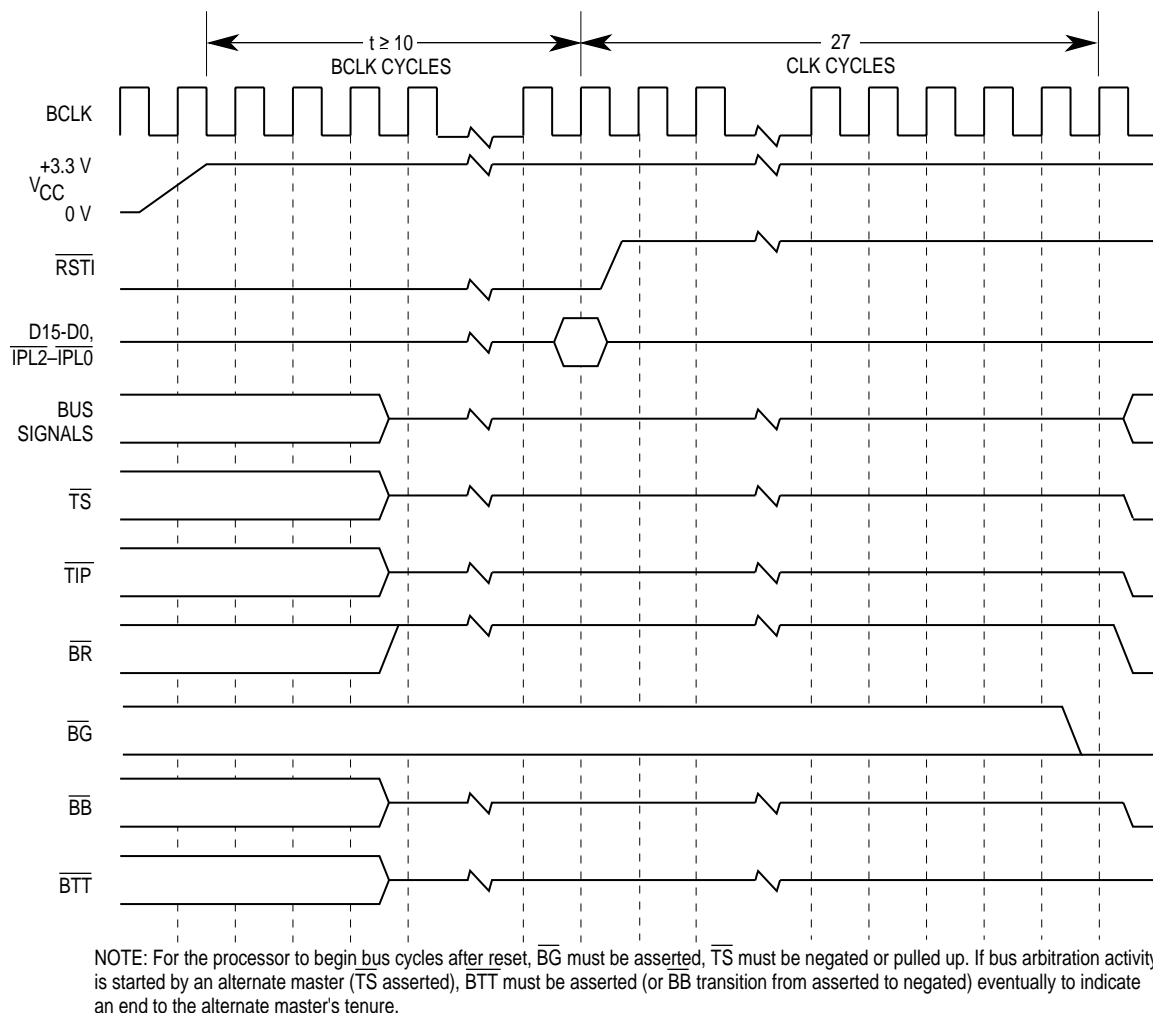 t ≥ 10
BCLK CYCLES
27
CLK CYCLES
BCLK
+3.3 V
VCC
0 V
RSTI
D15-D0,
IPL2–IPL0
BUS
SIGNALS
TS
TIP
BR
BG
BB
BTT
NOTE: For the processor to begin bus cycles after reset, BG must be asserted, TS must be negated or pulled up. If bus arbitration activity
is started by an alternate master (TS asserted), BTT must be asserted (or BB transition from asserted to negated) eventually to indicate
an end to the alternate master's tenure.